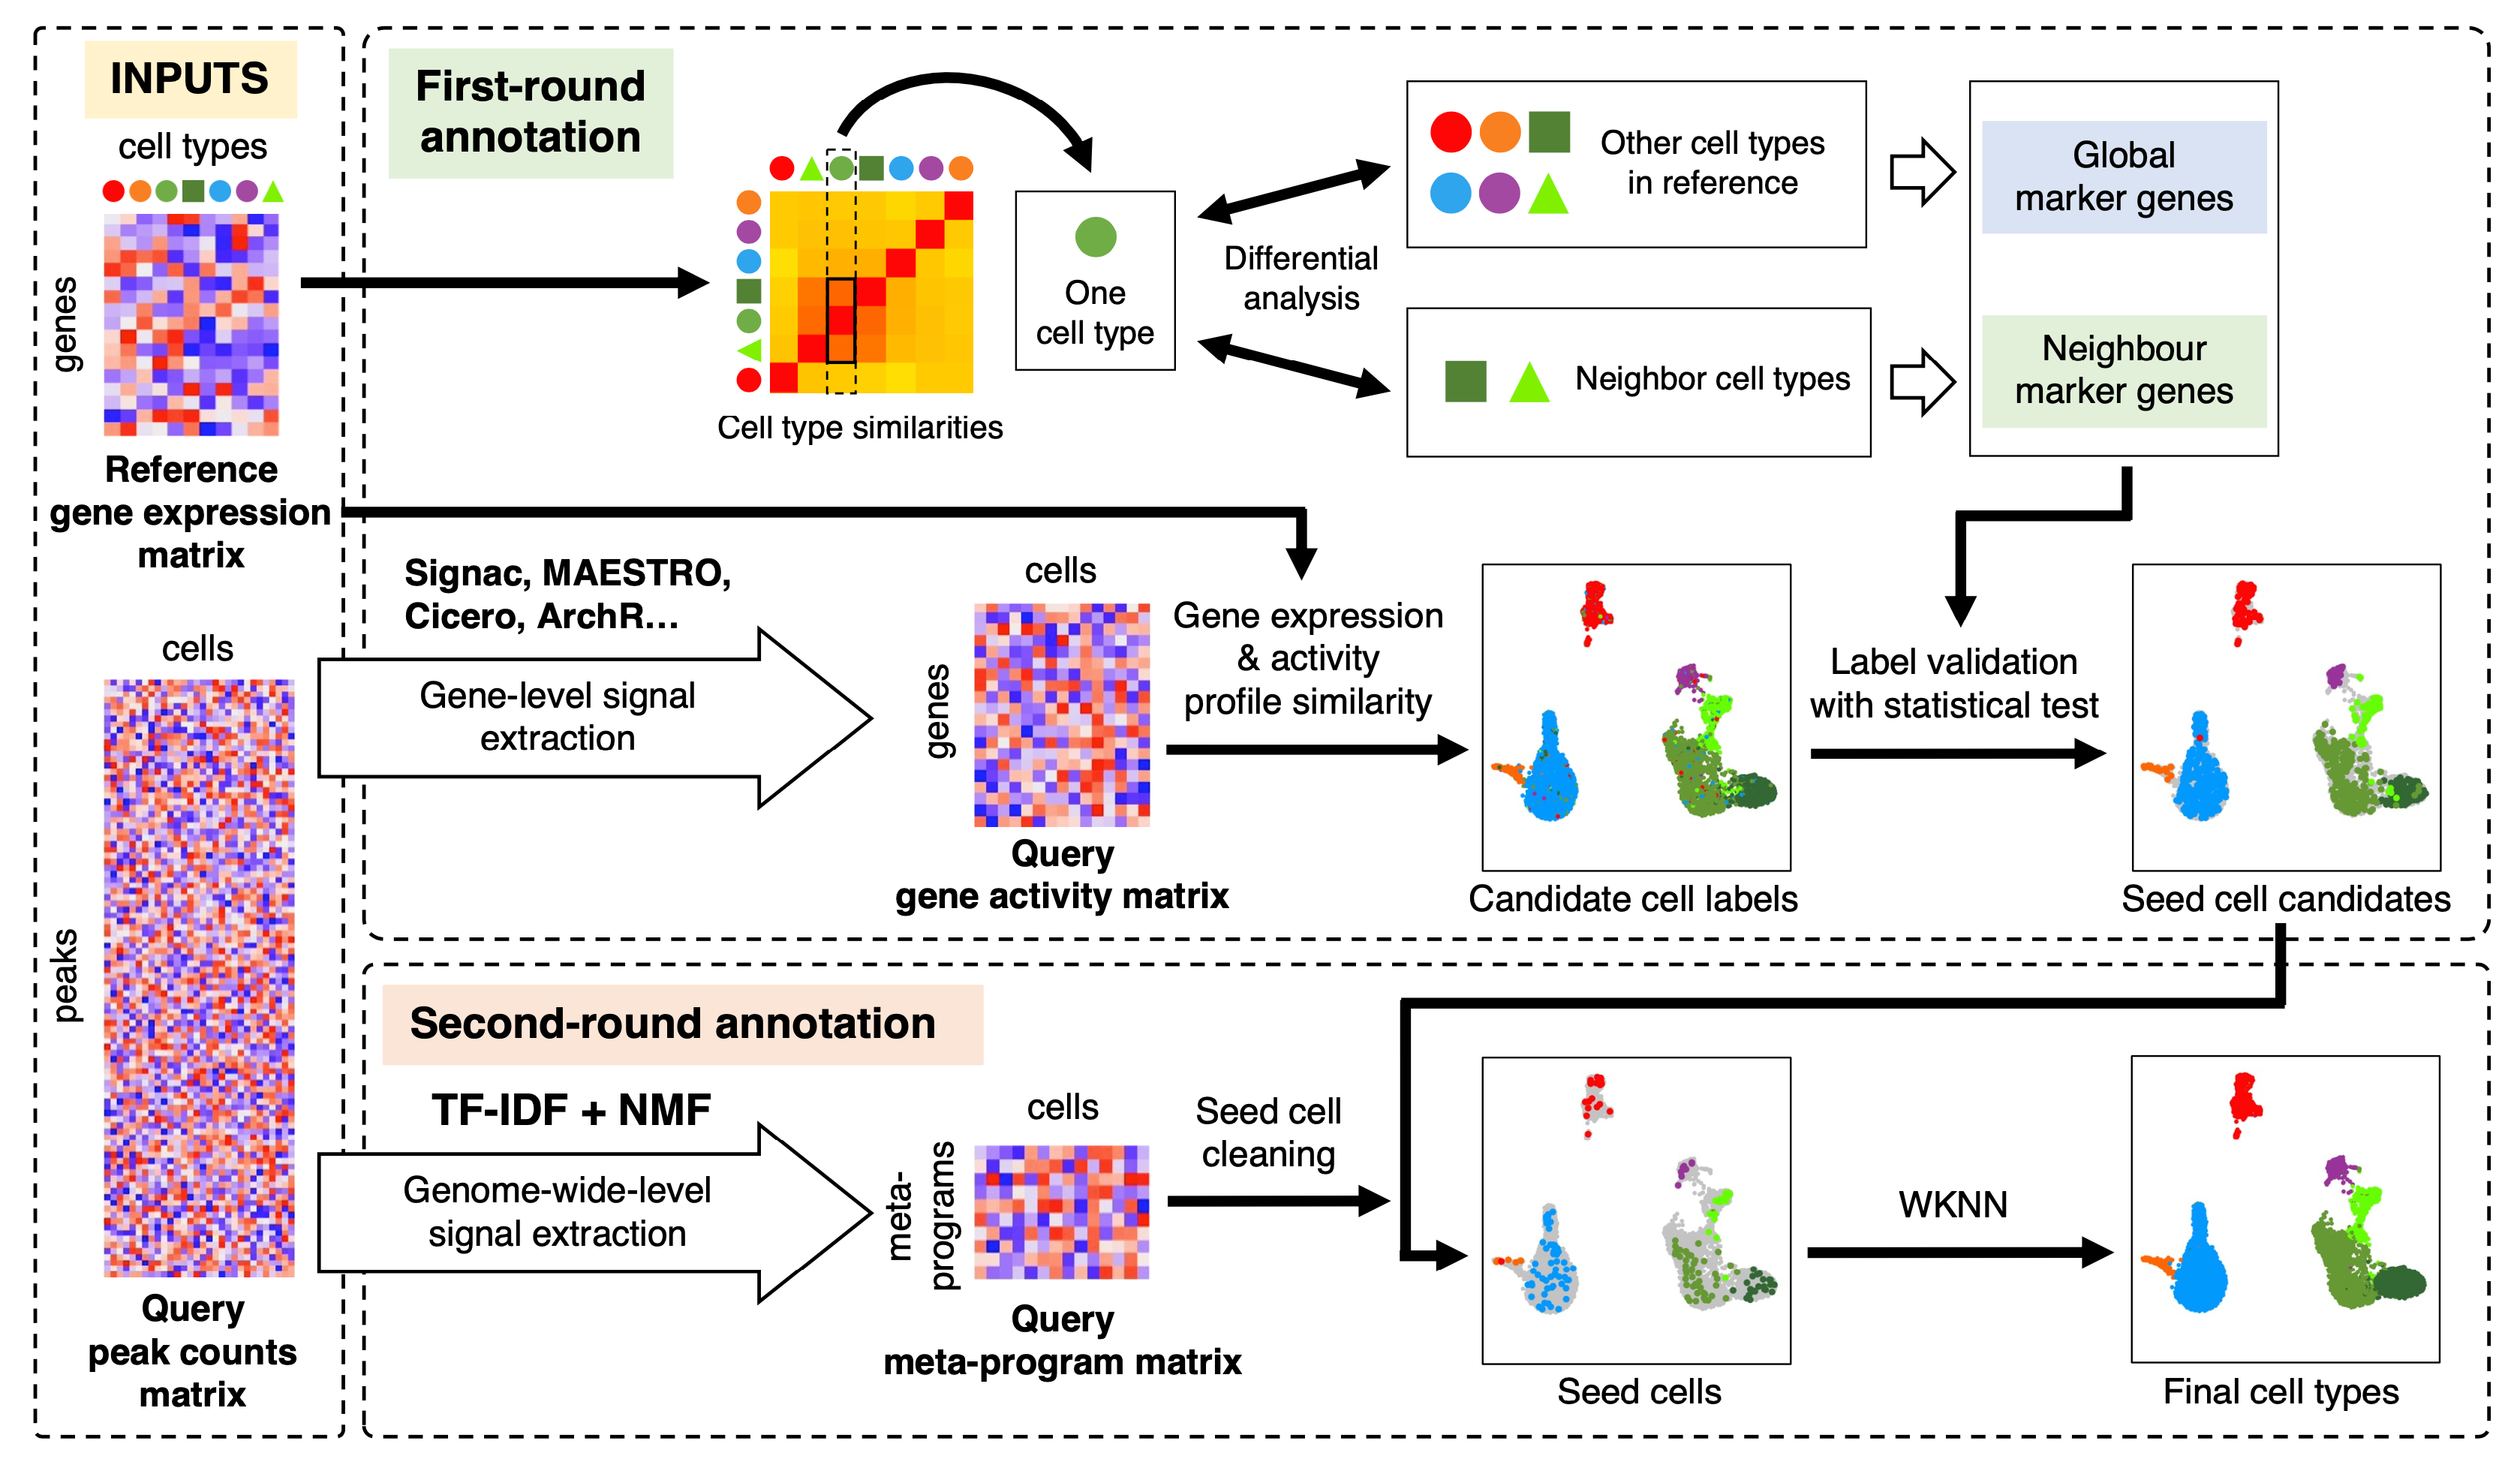 INPUTS
cell types
genes
Reference
gene expression
matrix
cells
peaks
Query
peak counts
matrix
First-round
annotation
Cell type similarities
One
cell type
Differential
analysis
Other cell types
in reference
Neighbor cell types
Global
marker genes
Neighbour
marker genes
Signac, MAESTRO,
Cicero, ArchR...
Gene-level signal
extraction
cells
genes
Query
gene activity matrix
Gene expression
& activity
profile similarity
Candidate cell labels
Label validation
with statistical test
Seed cell candidates
Second-round annotation
TF-IDF + NMF
Genome-wide-level
signal extraction
cells
meta-
programs
Query
meta-program matrix
Seed cell
cleaning
Seed cells
WKNN
Final cell types